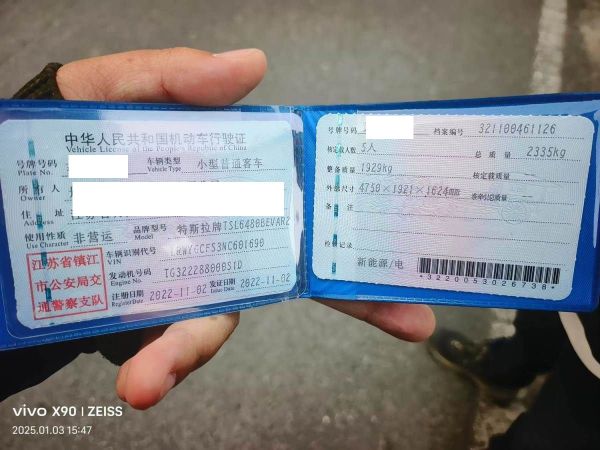 中华人民共和国机动车行驶证
Vehicle License of the People's Republic of China
号牌号码
Plate No.
车辆类型 小型普通客车
Vehicle Type
所有人
Owner
住址
Address
使用性质 非营运
Use Character
品牌型号 特斯拉牌TSL6480BEVAR2
Model
车辆识别代号
VIN
发动机号码 TG322288000S1D
Engine No.
注册日期 2022-11-02 发证日期 2022-11-02
Register Date Issue Date
江苏省镇江
市公安局交
通警察支队
号牌号码 档案编号 321100461126
核定载人数 5人 总质量 2335kg
整备质量 1929kg 核定载质量
外部尺寸 4750×1921×1624mm 准牵引总质量
备注
检验记录
新能源/电
*3220053026738*
vivo X90 | ZEISS
2025.01.03 15:47